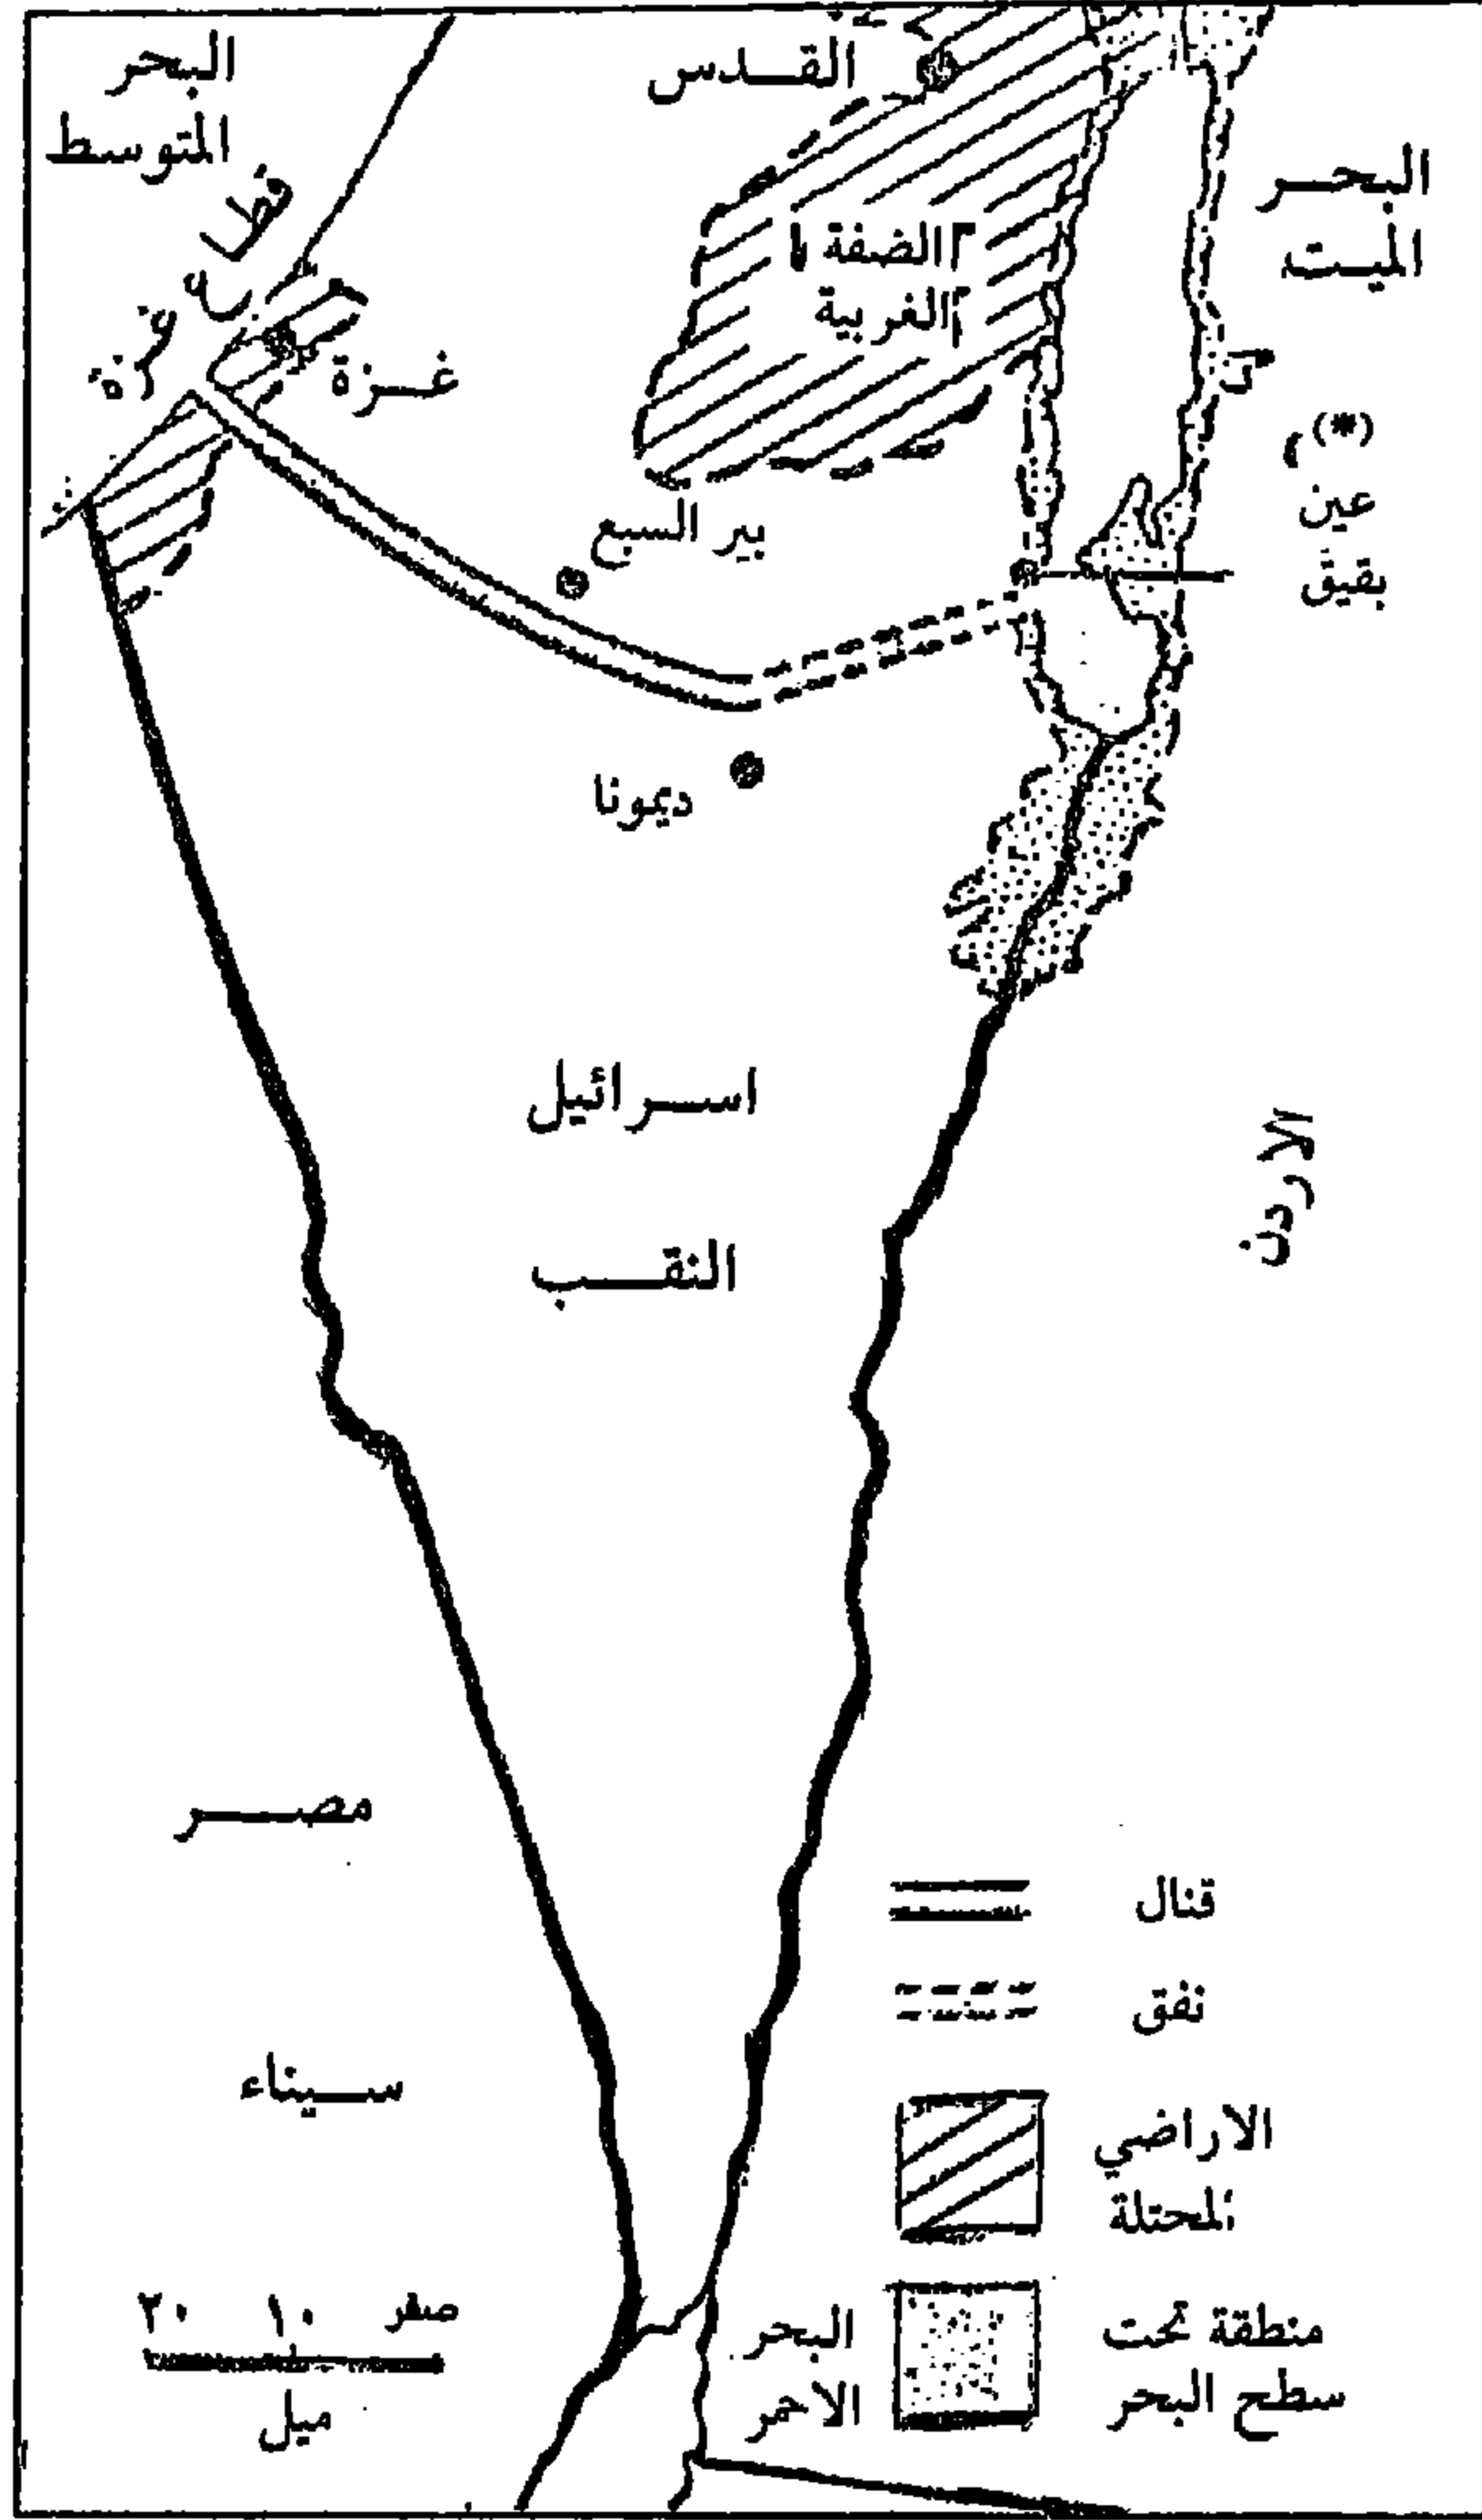 البحر
المتوسط
القدس
البحر
الميت
الضفة
الغربية
قطاع غزة
غزة
(*)
عين
بقيق
بير السبع
ديمونا
اسرائيل
النقب
الاردن
مصر
سيناء
قنال
نفق
الاراضي
المحتلة
منطقة تحت
سطح البحر
البحر
الاحمر
صفر ١٠ ٢٠
ميل